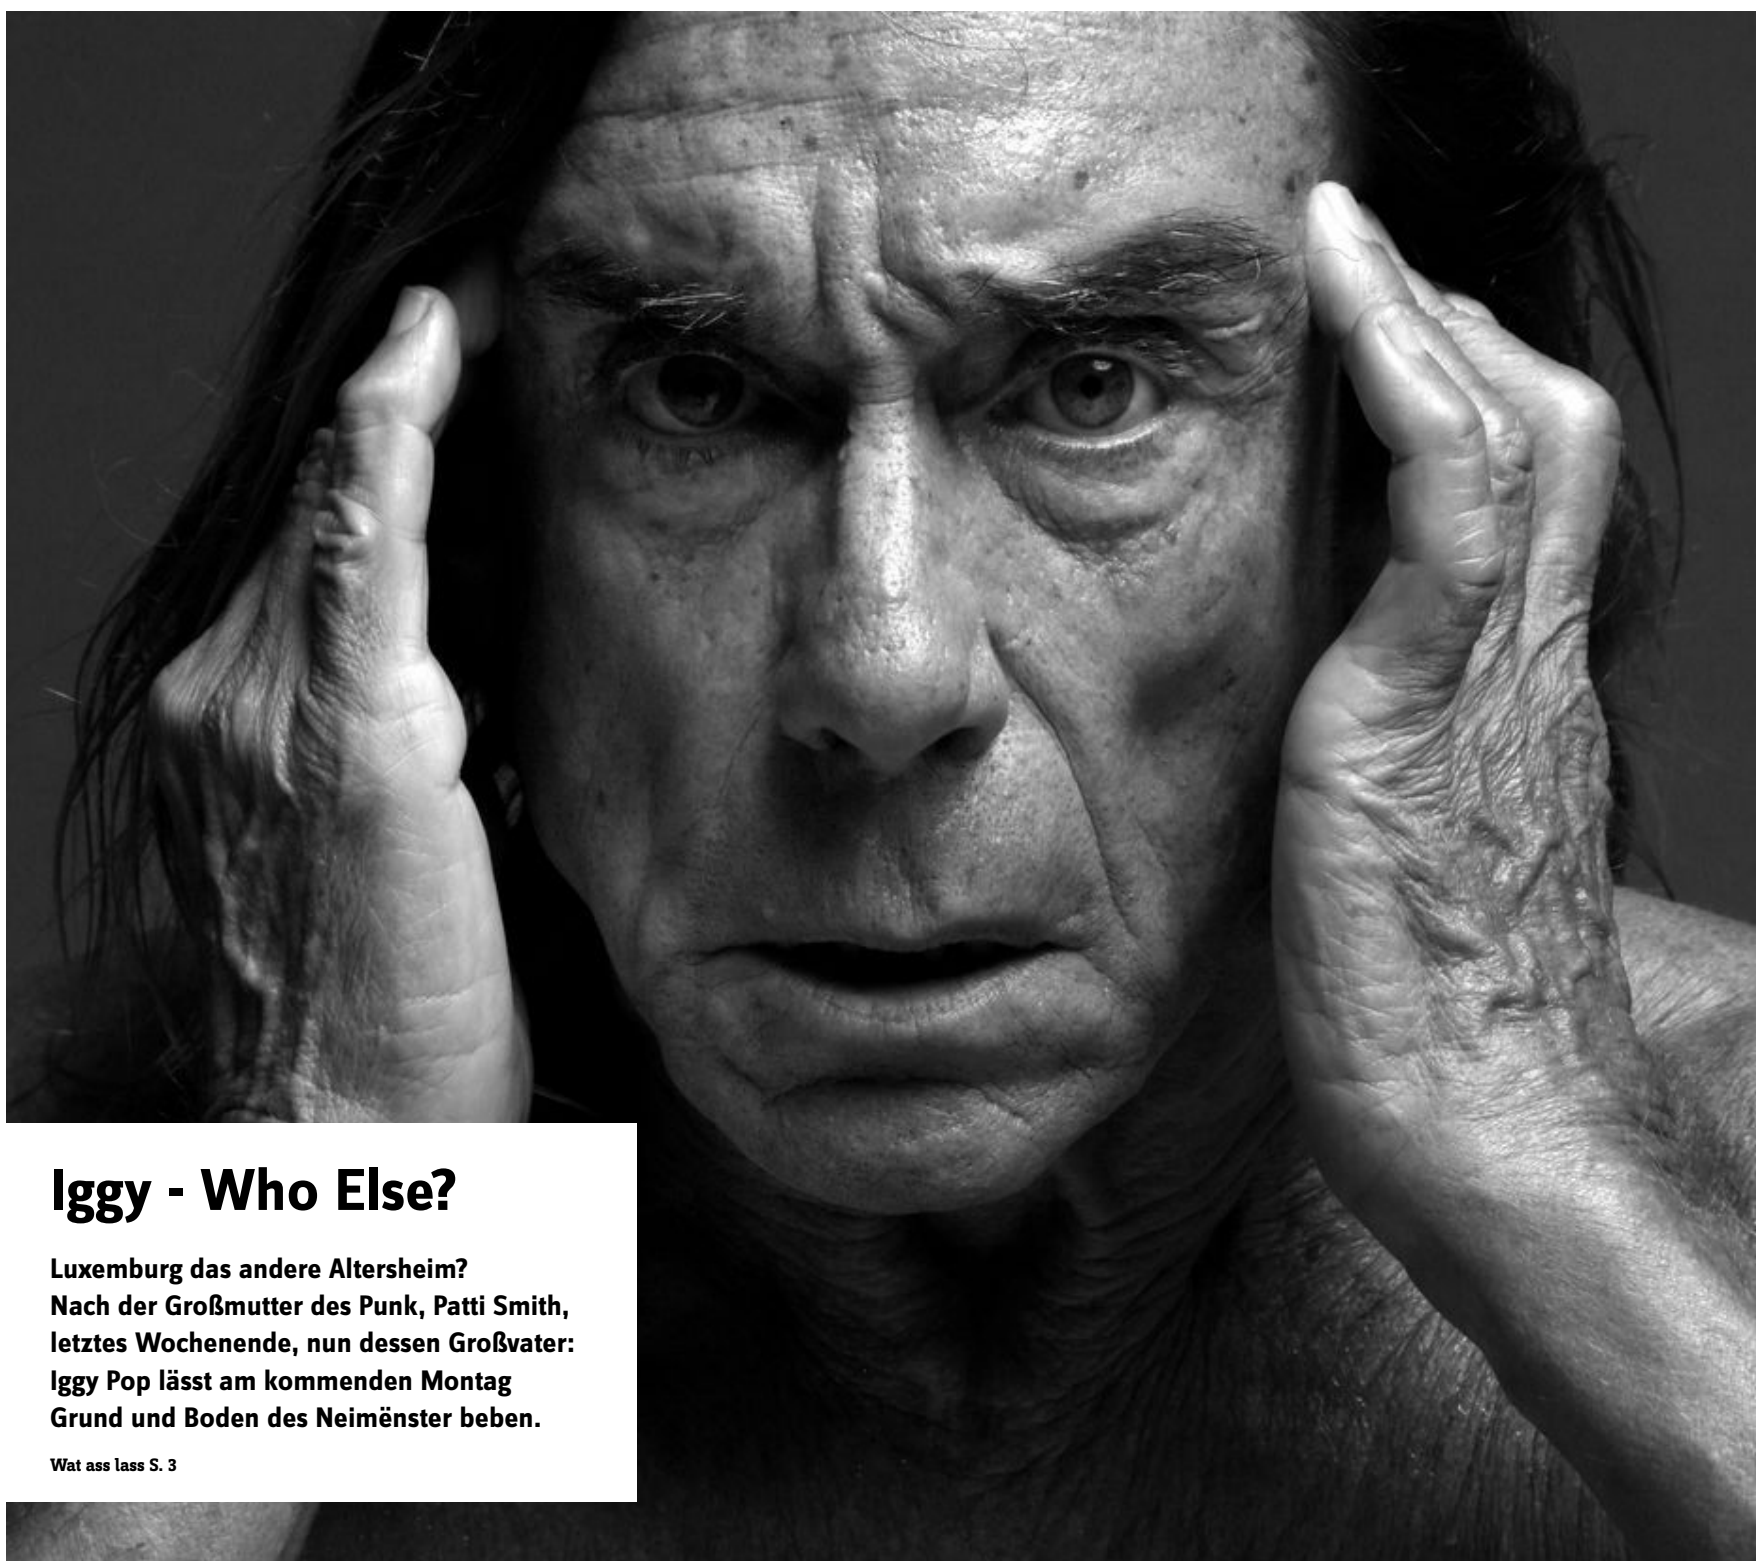 Iggy - Who Else?
Luxemburg das andere Altersheim?
Nach der Großmutter des Punk, Patti Smith,
letztes Wochenende, nun dessen Großvater:
Iggy Pop lässt am kommenden Montag
Grund und Boden des Neimënster beben.
Wat ass lass S. 3